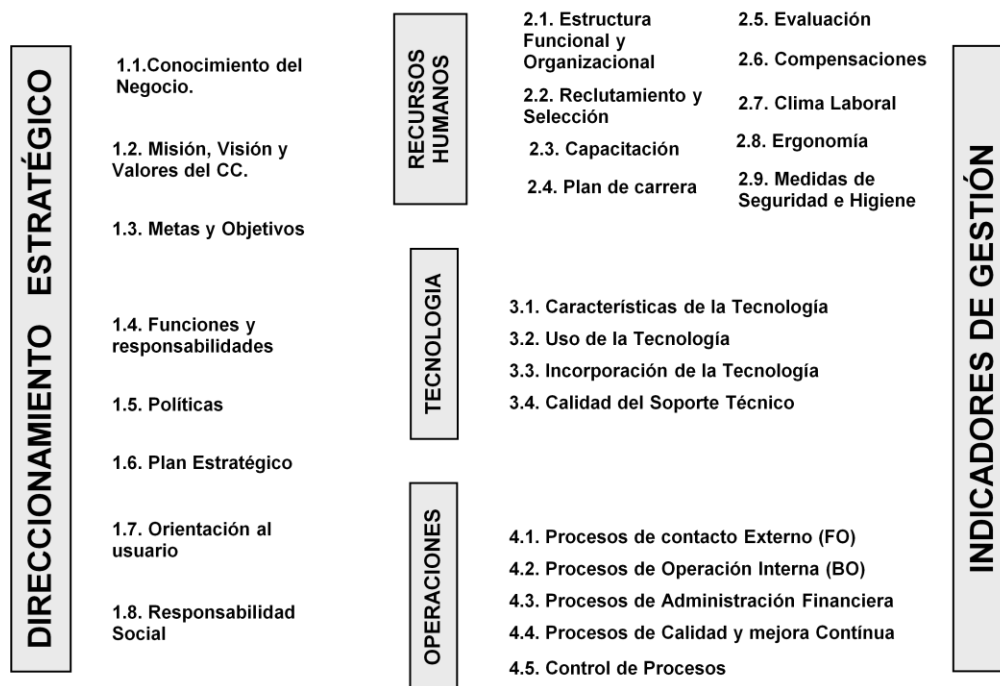 DIRECCIONAMIENTO ESTRATÉGICO
1.1.Conocimiento del
Negocio.
1.2. Misión, Visión y
Valores del CC.
1.3. Metas y Objetivos
1.4. Funciones y
responsabilidades
1.5. Políticas
1.6. Plan Estratégico
1.7. Orientación al
usuario
1.8. Responsabilidad
Social
RECURSOS
HUMANOS
2.1. Estructura
Funcional y
Organizacional
2.2. Reclutamiento y
Selección
2.3. Capacitación
2.4. Plan de carrera
2.5. Evaluación
2.6. Compensaciones
2.7. Clima Laboral
2.8. Ergonomía
2.9. Medidas de
Seguridad e Higiene
TECNOLOGIA
3.1. Características de la Tecnología
3.2. Uso de la Tecnología
3.3. Incorporación de la Tecnología
3.4. Calidad del Soporte Técnico
OPERACIONES
4.1. Procesos de contacto Externo (FO)
4.2. Procesos de Operación Interna (BO)
4.3. Procesos de Administración Financiera
4.4. Procesos de Calidad y mejora Contínua
4.5. Control de Procesos
INDICADORES DE GESTIÓN